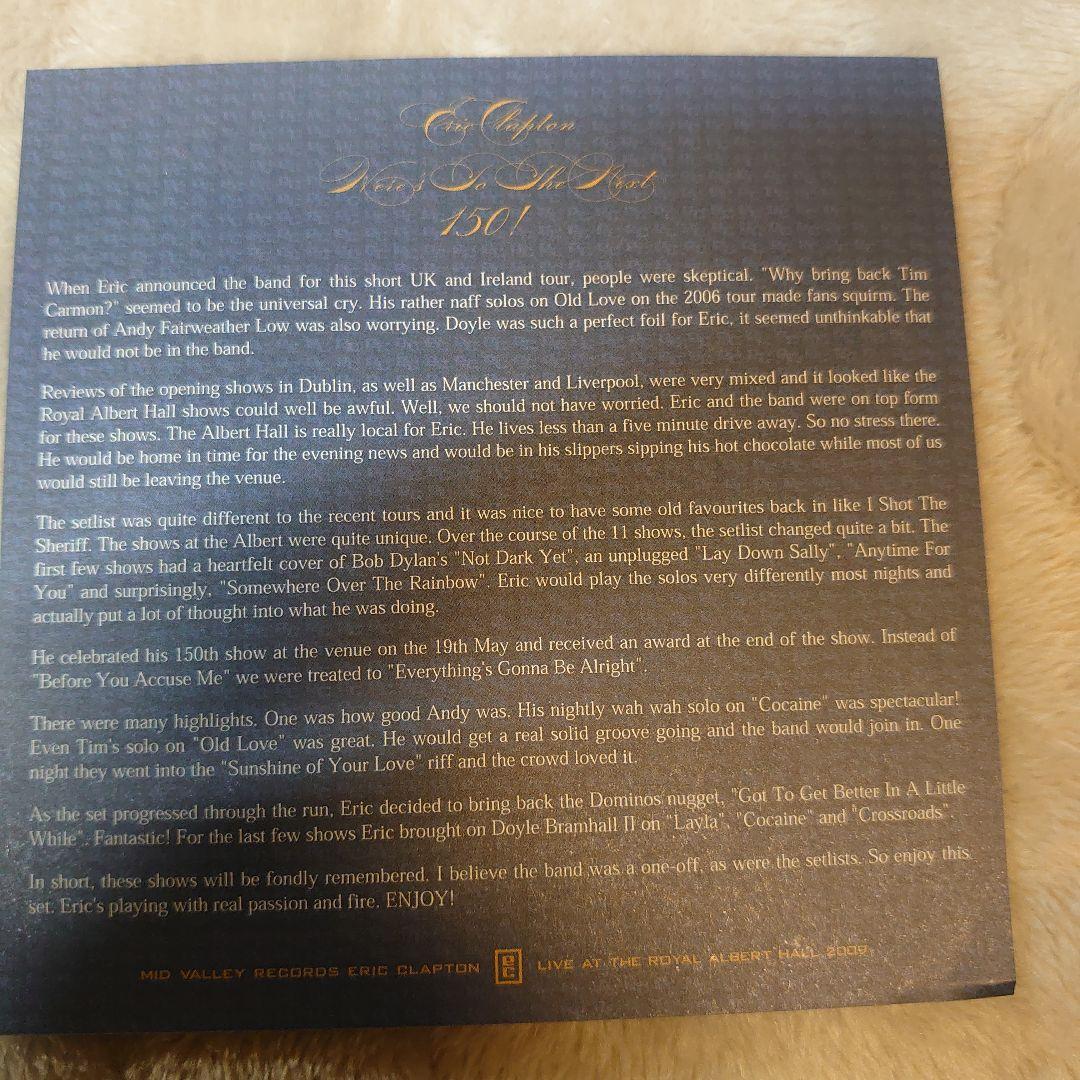 Eric Clapton
Here's To The Next
150!
When Eric announced the band for this short UK and Ireland tour, people were skeptical. "Why bring back Tim
Carmon?" seemed to be the universal cry. His rather naff solos on Old Love on the 2006 tour made fans squirm. The
return of Andy Fairweather Low was also worrying. Doyle was such a perfect foil for Eric, it seemed unthinkable that
he would not be in the band.
Reviews of the opening shows in Dublin, as well as Manchester and Liverpool, were very mixed and it looked like the
Royal Albert Hall shows could well be awful. Well, we should not have worried. Eric and the band were on top form
for these shows. The Albert Hall is really local for Eric. He lives less than a five minute drive away. So no stress there.
He would be home in time for the evening news and would be in his slippers sipping his hot chocolate while most of us
would still be leaving the venue.
The setlist was quite different to the recent tours and it was nice to have some old favourites back in like I Shot The
Sheriff. The shows at the Albert were quite unique. Over the course of the 11 shows, the setlist changed quite a bit. The
first few shows had a heartfelt cover of Bob Dylan's "Not Dark Yet", an unplugged "Lay Down Sally", "Anytime For
You" and surprisingly, "Somewhere Over The Rainbow". Eric would play the solos very differently most nights and
actually put a lot of thought into what he was doing.
He celebrated his 150th show at the venue on the 19th May and received an award at the end of the show. Instead of
"Before You Accuse Me" we were treated to "Everything's Gonna Be Alright".
There were many highlights. One was how good Andy was. His nightly wah wah solo on "Cocaine" was spectacular!
Even Tim's solo on "Old Love" was great. He would get a real solid groove going and the band would join in. One
night they went into the "Sunshine of Your Love" riff and the crowd loved it.
As the set progressed through the run, Eric decided to bring back the Dominos nugget, "Got To Get Better In A Little
While". Fantastic! For the last few shows Eric brought on Doyle Bramhall II on "Layla", "Cocaine" and "Crossroads".
In short, these shows will be fondly remembered. I believe the band was a one-off, as were the setlists. So enjoy this
set. Eric's playing with real passion and fire. ENJOY!
MID VALLEY RECORDS ERIC CLAPTON ec LIVE AT THE ROYAL ALBERT HALL 2009